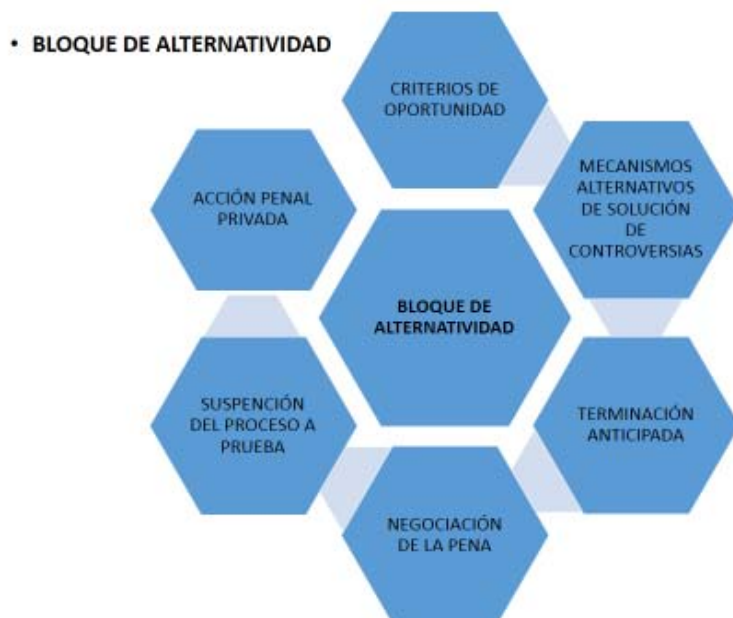 • BLOQUE DE ALTERNATIVIDAD
CRITERIOS DE
OPORTUNIDAD
MECANISMOS
ALTERNATIVOS
DE SOLUCIÓN
DE
CONTROVERSIAS
TERMINACIÓN
ANTICIPADA
NEGOCIACIÓN
DE LA PENA
SUSPENCIÓN
DEL PROCESO A
PRUEBA
ACCIÓN PENAL
PRIVADA
BLOQUE DE
ALTERNATIVIDAD